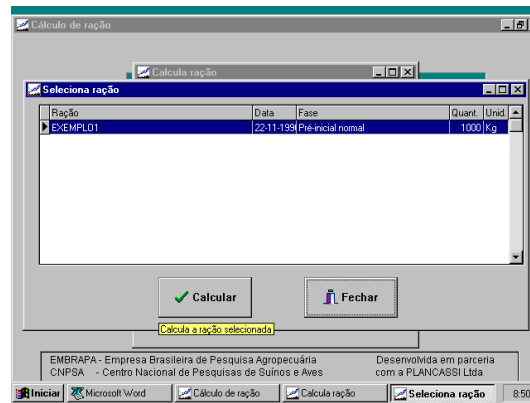 Cálculo de ração
Calcula ração
Seleciona ração
Ração Data Fase Quant. Unid.
EXEMPLO1 22-11-199 Pré-inicial normal 1000 Kg
Calcular Fechar
Calcula a ração selecionada
EMBRAPA - Empresa Brasileira de Pesquisa Agropecuária Desenvolvida em parceria
CNPSA - Centro Nacional de Pesquisas de Suínos e Aves com a PLANCASSI Ltda
Iniciar Microsoft Word Cálculo de ração Calcula ração Seleciona ração 8:50